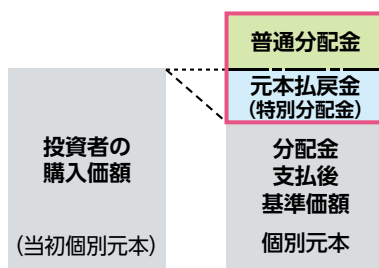 普通分配金
元本払戻金
(特別分配金)
投資者の
購入価額
(当初個別元本)
分配金
支払後
基準価額
個別元本